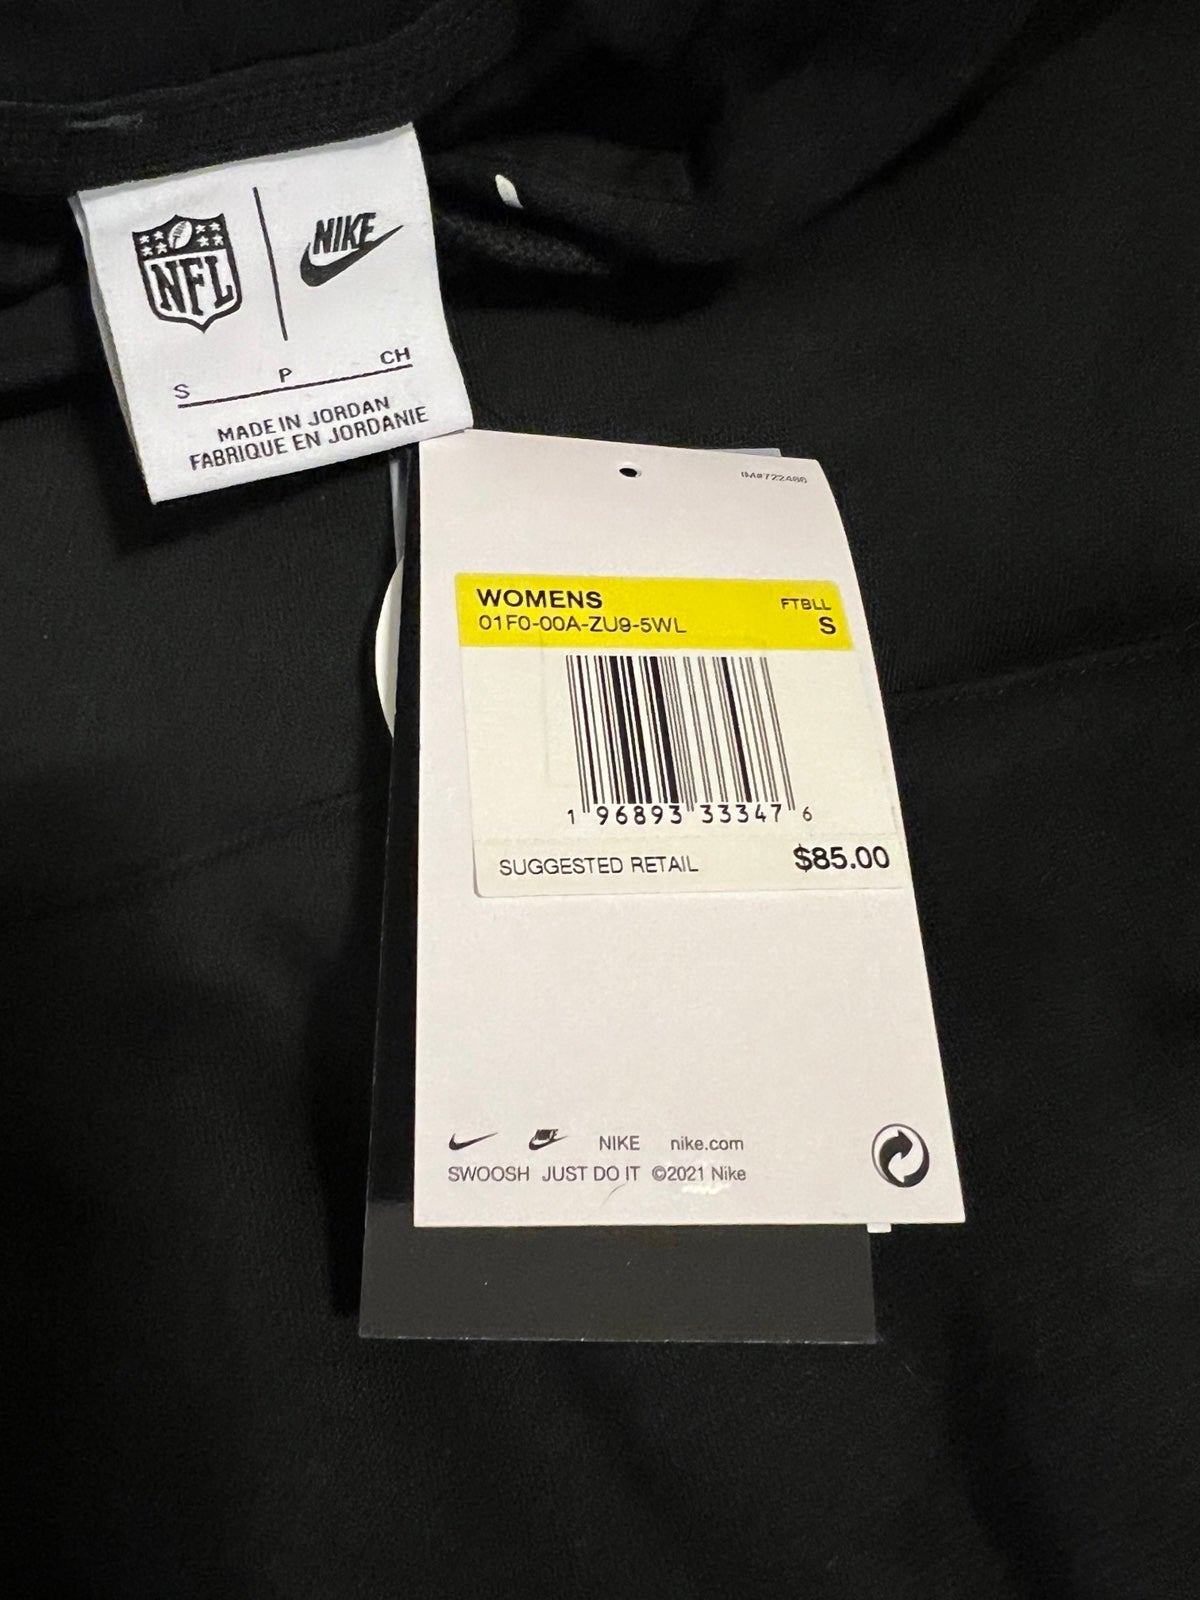 NFL
NIKE
S P CH
MADE IN JORDAN
FABRIQUE EN JORDANIE
WOMENS FTBLL
01F0-00A-ZU9-5WL S
1 96893 33347 6
SUGGESTED RETAIL $85.00
NIKE NIKE nike.com
SWOOSH JUST DO IT ©2021 Nike